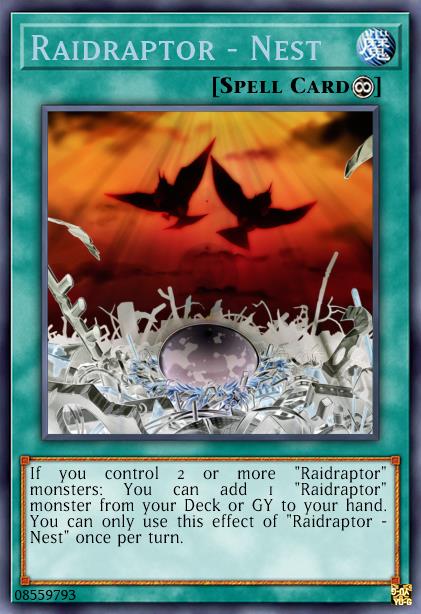 Raidraptor - Nest
魔
[Spell Card]
If you control 2 or more "Raidraptor"
monsters: You can add 1 "Raidraptor"
monster from your Deck or GY to your hand.
You can only use this effect of "Raidraptor -
Nest" once per turn.
08559793